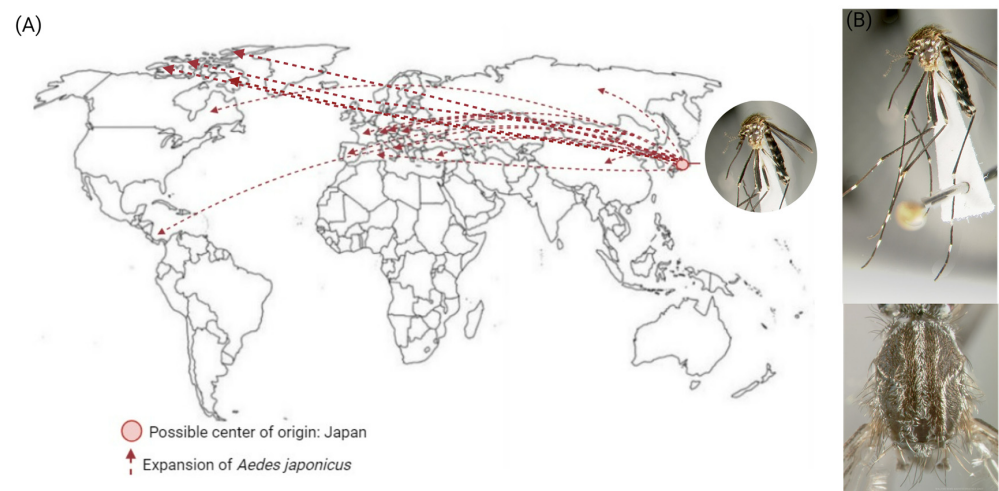 (A)
(B)
Possible center of origin: Japan
Expansion of Aedes japonicus